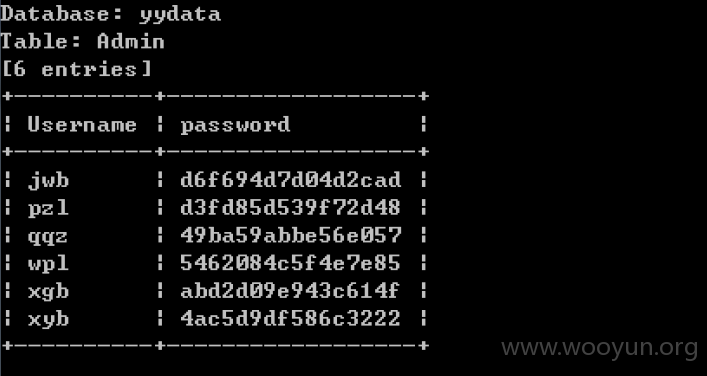 Database: yydata
Table: Admin
[6 entries]
+----------+------------------+
| Username | password         |
+----------+------------------+
| jwb      | d6f694d7d04d2cad |
| pzl      | d3fd85d539f72d48 |
| qqz      | 49ba59abbe56e057 |
| wpl      | 5462084c5f4e7e85 |
| xgb      | abd2d09e943c614f |
| xyb      | 4ac5d9df586c3222 |
+----------+------------------+
www.wooyun.org